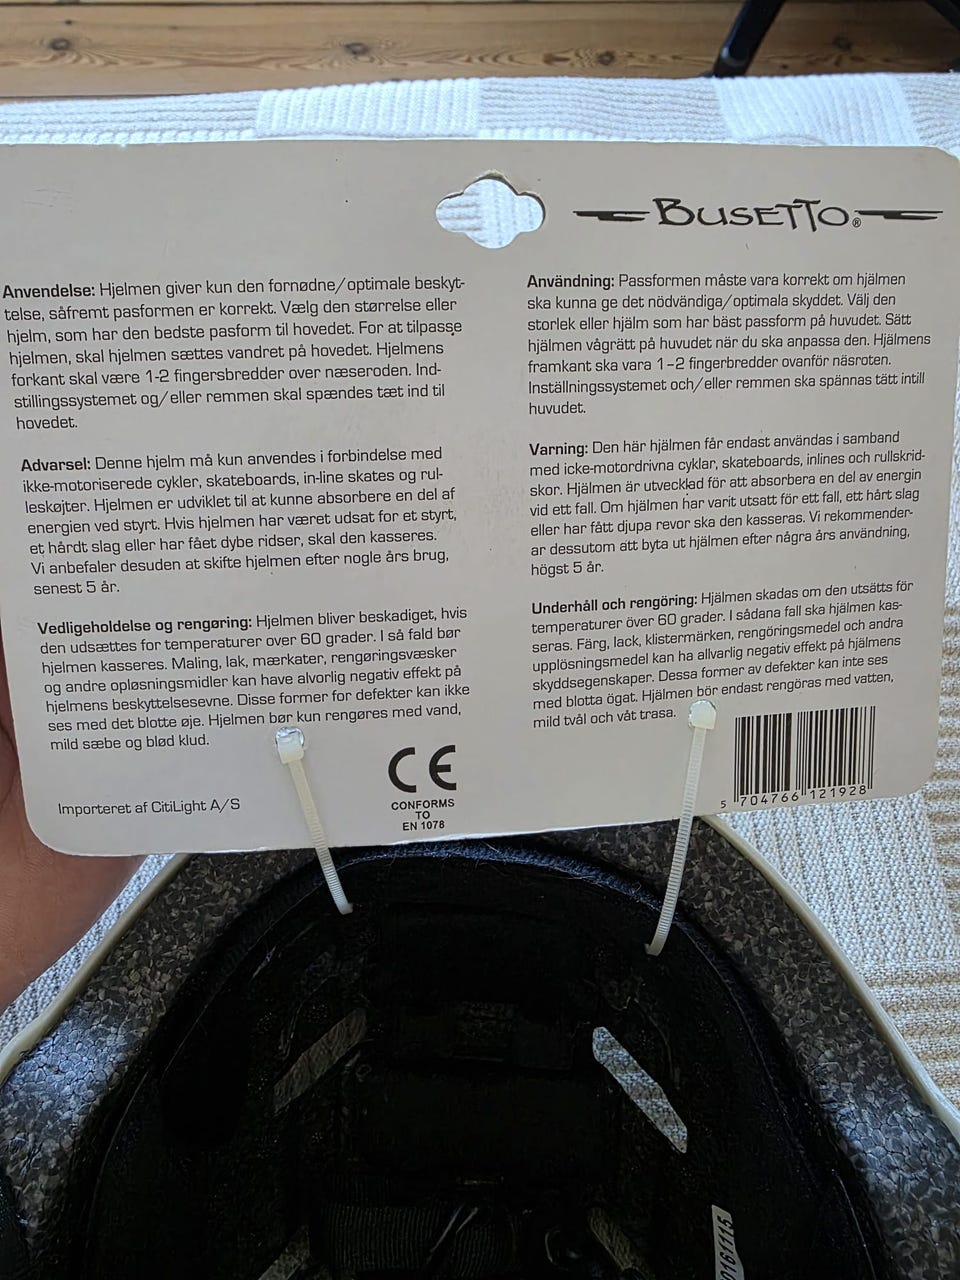 BUSETTO®
Anvendelse: Hjelmen giver kun den fornødne/optimale beskyt-
telse, såfremt pasformen er korrekt. Vælg den størrelse eller
hjelm, som har den bedste pasform til hovedet. For at tilpasse
hjelmen, skal hjelmen sættes vandret på hovedet. Hjelmens
forkant skal være 1-2 fingersbredder over næseroden. Ind-
stillingssystemet og/eller remmen skal spændes tæt ind til
hovedet.
Advarsel: Denne hjelm må kun anvendes i forbindelse med
ikke-motoriserede cykler, skateboards, in-line skates og rul-
leskøjter. Hjelmen er udviklet til at kunne absorbere en del af
energien ved styrt. Hvis hjelmen har været udsat for et styrt,
et hårdt slag eller har fået dybe ridser, skal den kasseres.
Vi anbefaler desuden at skifte hjelmen efter nogle års brug,
senest 5 år.
Vedligeholdelse og rengøring: Hjelmen bliver beskadiget, hvis
den udsættes for temperaturer over 60 grader. I så fald bør
hjelmen kasseres. Maling, lak, mærkater, rengøringsvæsker
og andre opløsningsmidler kan have alvorlig negativ effekt på
hjelmens beskyttelsesevne. Disse former for defekter kan ikke
ses med det blotte øje. Hjelmen bør kun rengøres med vand,
mild sæbe og blød klud.
Importeret af CitiLight A/S
Användning: Passformen måste vara korrekt om hjälmen
ska kunna ge det nödvändiga/optimala skyddet. Välj den
storlek eller hjälm som har bäst passform på huvudet. Sätt
hjälmen vågrätt på huvudet när du ska anpassa den. Hjälmens
framkant ska vara 1-2 fingerbredder ovanför näsroten.
Inställningssystemet och/eller remmen ska spännas tätt intill
huvudet.
Varning: Den här hjälmen får endast användas i samband
med icke-motordrivna cyklar, skateboards, inlines och rullskrid-
skor. Hjälmen är utvecklad för att absorbera en del av energin
vid ett fall. Om hjälmen har varit utsatt för ett fall, ett hårt slag
eller har fått djupa revor ska den kasseras. Vi rekommender-
ar dessutom att byta ut hjälmen efter några års användning,
högst 5 år.
Underhåll och rengöring: Hjälmen skadas om den utsätts för
temperaturer över 60 grader. I sådana fall ska hjälmen kas-
seras. Färg, lack, klistermärken, rengöringsmedel och andra
upplösningsmedel kan ha allvarlig negativ effekt på hjälmens
skyddsegenskaper. Dessa former av defekter kan inte ses
med blotta ögat. Hjälmen bör endast rengöras med vatten,
mild tvål och våt trasa.
CE
CONFORMS
TO
EN 1078
5 704766 121928
0161115